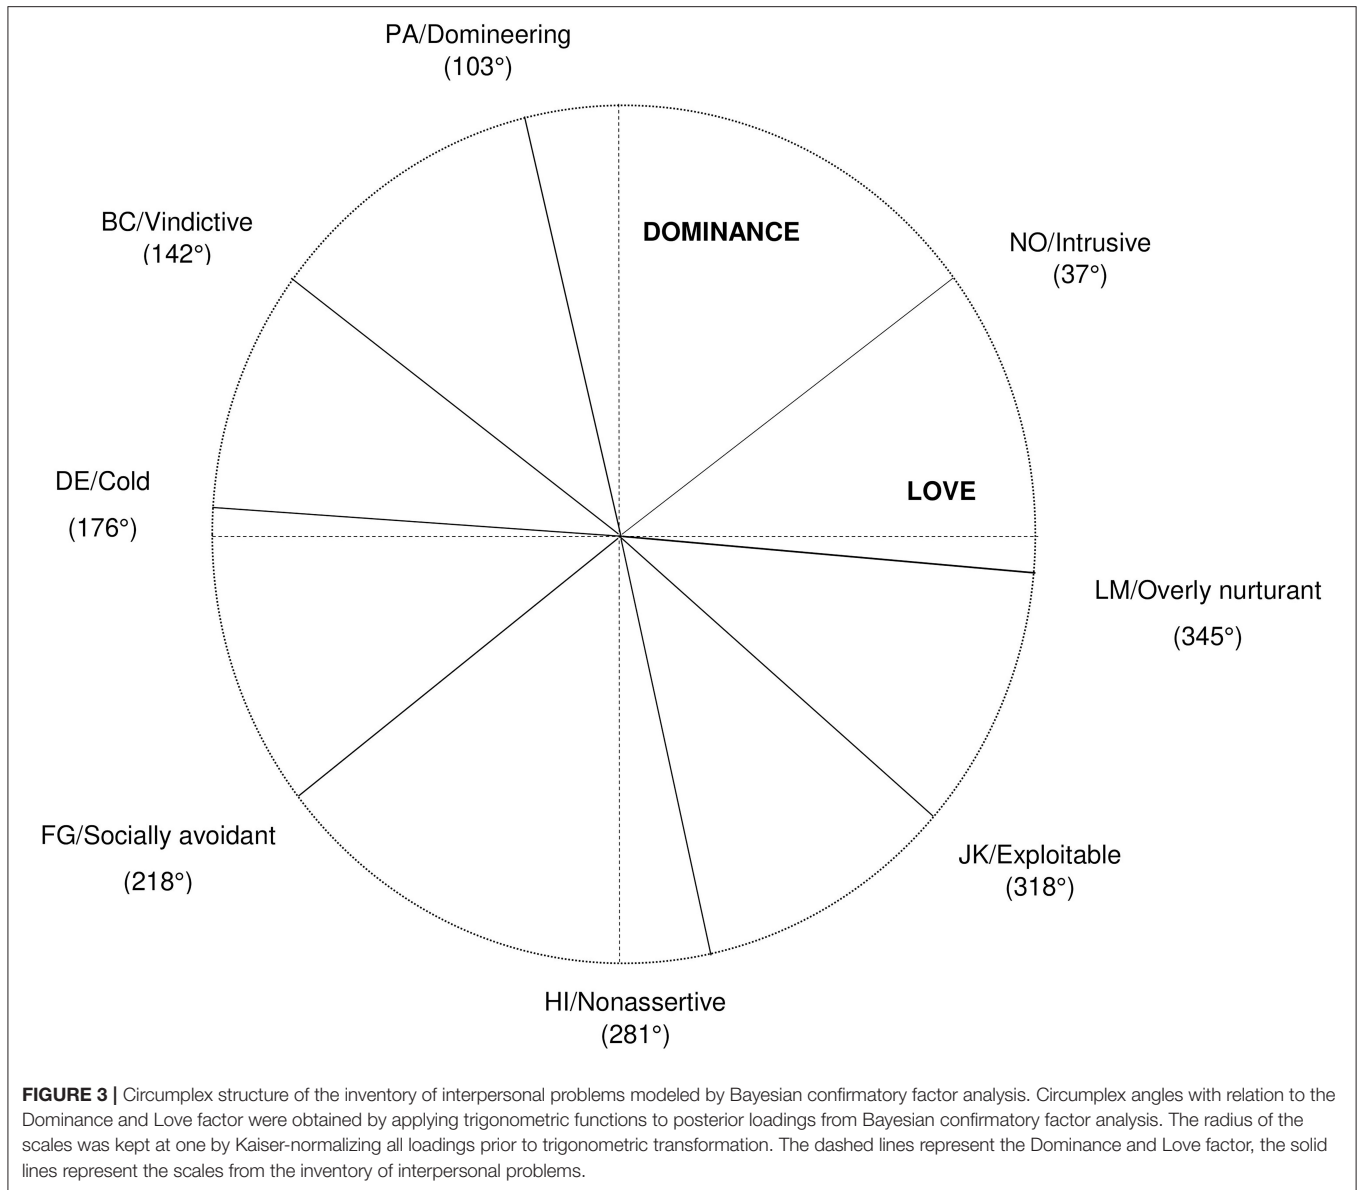 PA/Domineering
(103°)
BC/Vindictive
(142°)
DOMINANCE
NO/Intrusive
(37°)
DE/Cold
(176°)
LOVE
LM/Overly nurturant
(345°)
FG/Socially avoidant
(218°)
JK/Exploitable
(318°)
HI/Nonassertive
(281°)
FIGURE 3 | Circumplex structure of the inventory of interpersonal problems modeled by Bayesian confirmatory factor analysis. Circumplex angles with relation to the
Dominance and Love factor were obtained by applying trigonometric functions to posterior loadings from Bayesian confirmatory factor analysis. The radius of the
scales was kept at one by Kaiser-normalizing all loadings prior to trigonometric transformation. The dashed lines represent the Dominance and Love factor, the solid
lines represent the scales from the inventory of interpersonal problems.